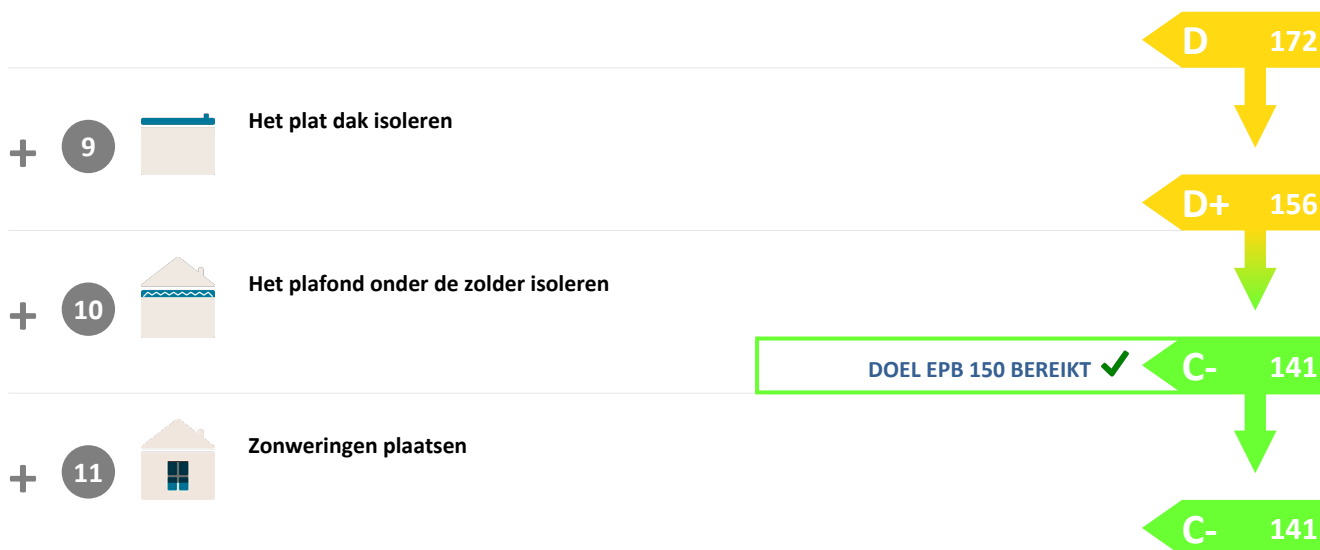 D 172
+ 9 Het plat dak isoleren
D+ 156
+ 10 Het plafond onder de zolder isoleren
DOEL EPB 150 BEREIKT ✓ C- 141
+ 11 Zonweringen plaatsen
C- 141